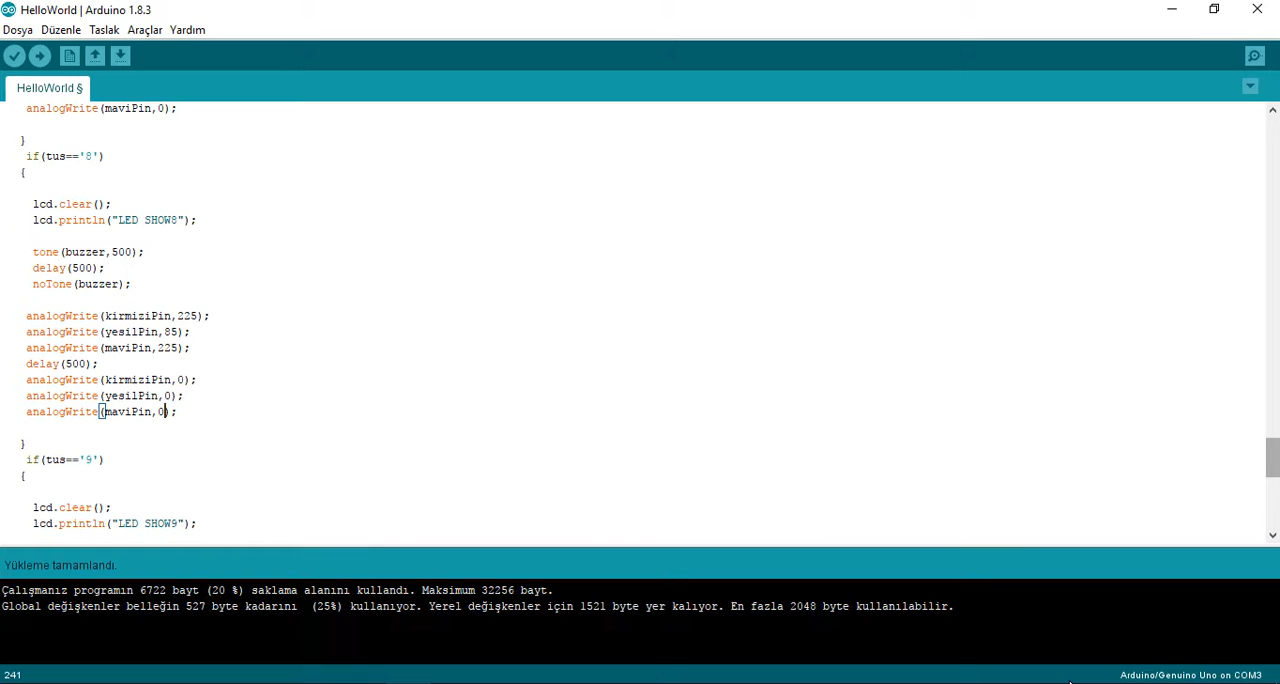 HelloWorld | Arduino 1.8.3
Dosya Düzenle Taslak Araçlar Yardım
HelloWorld §
analogWrite(maviPin,0);
}
if(tus=='8')
{
lcd.clear();
lcd.println("LED SHOW8");
tone(buzzer,500);
delay(500);
noTone(buzzer);
analogWrite(kirmiziPin,225);
analogWrite(yesilPin,85);
analogWrite(maviPin,225);
delay(500);
analogWrite(kirmiziPin,0);
analogWrite(yesilPin,0);
analogWrite(maviPin,0);
}
if(tus=='9')
{
lcd.clear();
lcd.println("LED SHOW9");
Yükleme tamamlandı.
Çalışmanız programın 6722 bayt (20 %) saklama alanını kullandı. Maksimum 32256 bayt.
Global değişkenler belleğin 527 byte kadarını (25%) kullanıyor. Yerel değişkenler için 1521 byte yer kalıyor. En fazla 2048 byte kullanılabilir.
241
Arduino/Genuino Uno on COM3